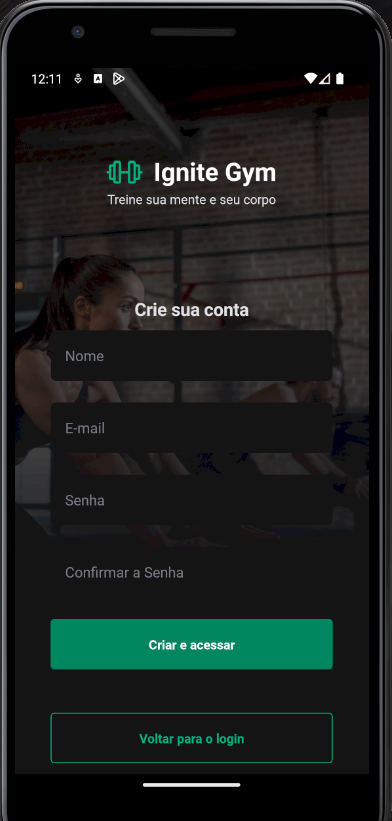 12:11
Ignite Gym
Treine sua mente e seu corpo
Crie sua conta
Nome
E-mail
Senha
Confirmar a Senha
Criar e acessar
Voltar para o login